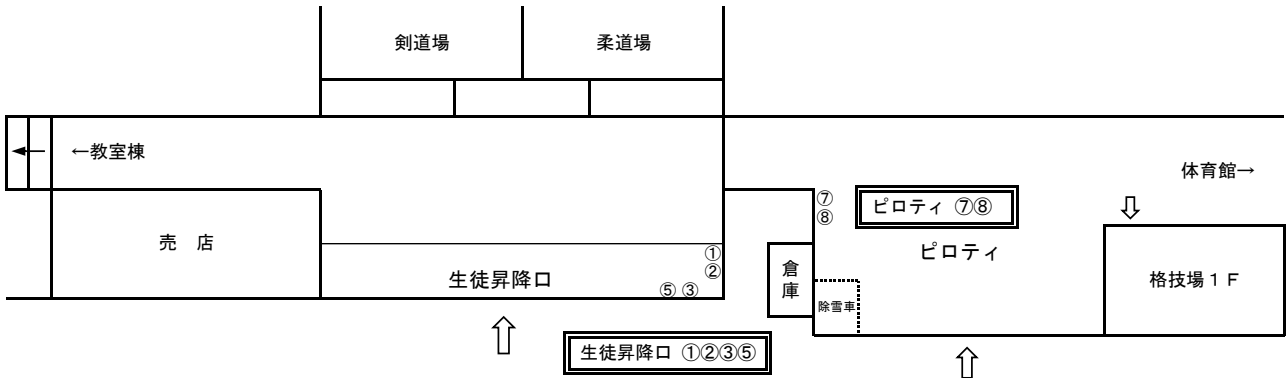 剣道場
柔道場
←教室棟
体育館→
⑦
⑧
ピロティ ⑦⑧
売 店
ピロティ
①
②
倉庫
生徒昇降口
格技場1F
⑤ ③
除雪車
生徒昇降口 ①②③⑤